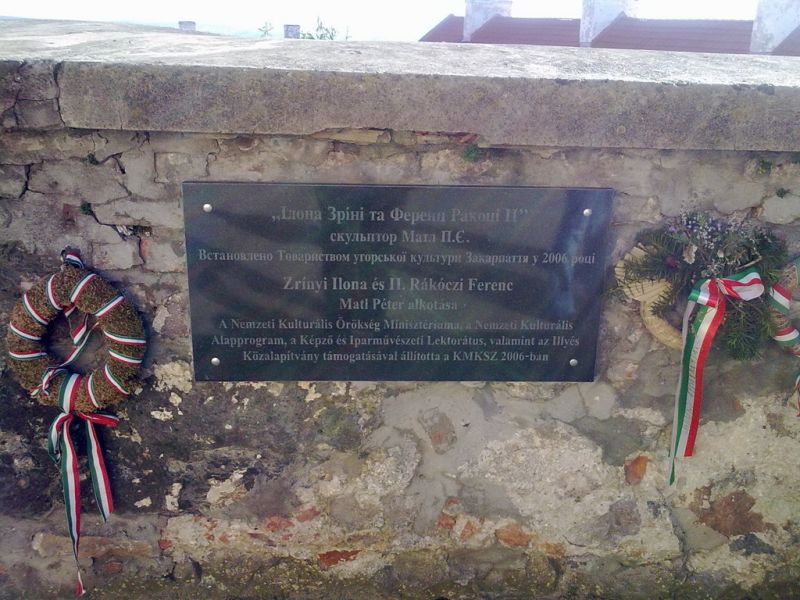 „Ілона Зріні та Ференц Ракоці ІІ”
скульптор Матл П.Є.
Встановлено Товариством угорської культури Закарпаття у 2006 році
Zrínyi Ilona és II. Rákóczi Ferenc
Matl Péter alkotása
A Nemzeti Kulturális Örökség Minisztériuma, a Nemzeti Kulturális
Alapprogram, a Képző és Iparművészeti Lektorátus, valamint az Illyés
Közalapítvány támogatásával állította a KMKSZ 2006-ban